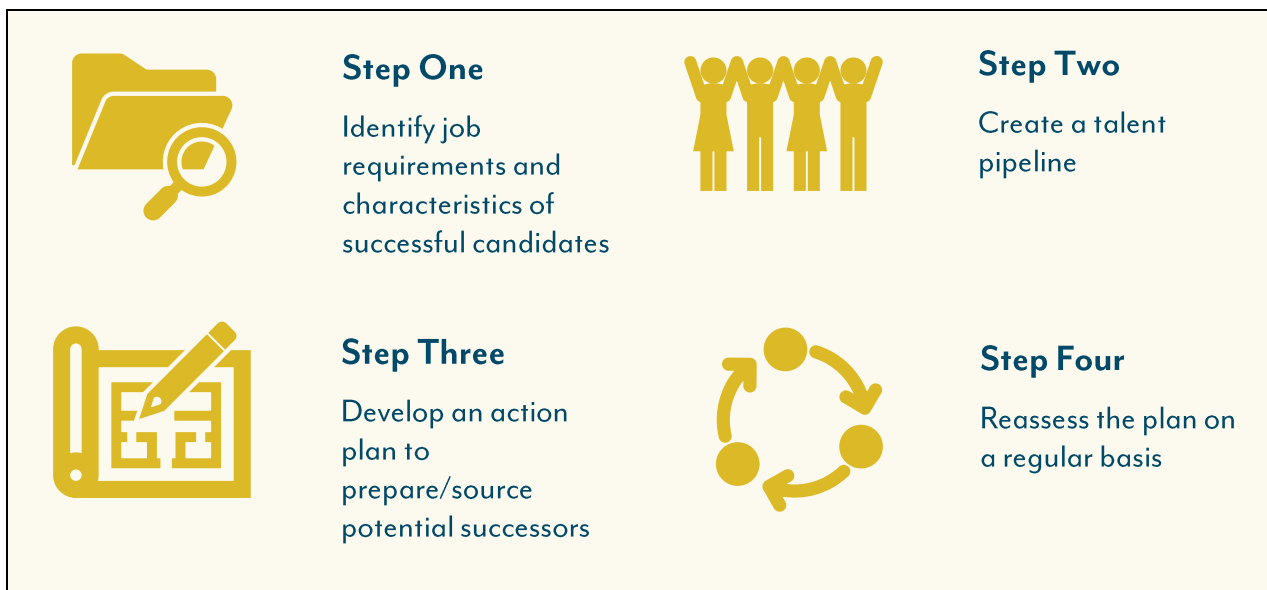 Step One
Identify job
requirements and
characteristics of
successful candidates
Step Two
Create a talent
pipeline
Step Three
Develop an action
plan to
prepare/source
potential successors
Step Four
Reassess the plan on
a regular basis